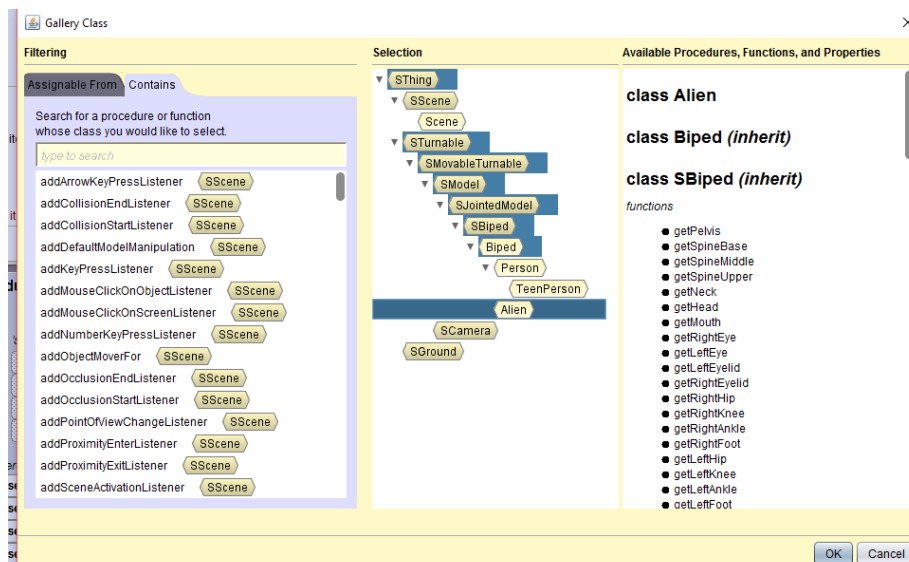 Gallery Class
Filtering
Assignable From Contains
Search for a procedure or function
whose class you would like to select.
type to search
addArrowKeyPressListener SScene
addCollisionEndListener SScene
addCollisionStartListener SScene
addDefaultModelManipulation SScene
addKeyPressListener SScene
addMouseClickOnObjectListener SScene
addMouseClickOnScreenListener SScene
addNumberKeyPressListener SScene
addObjectMoverFor SScene
addOcclusionEndListener SScene
addOcclusionStartListener SScene
addPointOfViewChangeListener SScene
addProximityEnterListener SScene
addProximityExitListener SScene
addSceneActivationListener SScene
Selection
SThing
SScene
Scene
STurnable
SMovableTurnable
SModel
SJointedModel
SBiped
Biped
Person
TeenPerson
Alien
SCamera
SGround
Available Procedures, Functions, and Properties
class Alien
class Biped (inherit)
class SBiped (inherit)
functions
getPelvis
getSpineBase
getSpineMiddle
getSpineUpper
getNeck
getHead
getMouth
getRightEye
getLeftEye
getLeftEyelid
getRightEyelid
getRightHip
getRightKnee
getRightAnkle
getRightFoot
getLeftHip
getLeftKnee
getLeftAnkle
getLeftFoot
OK Cancel